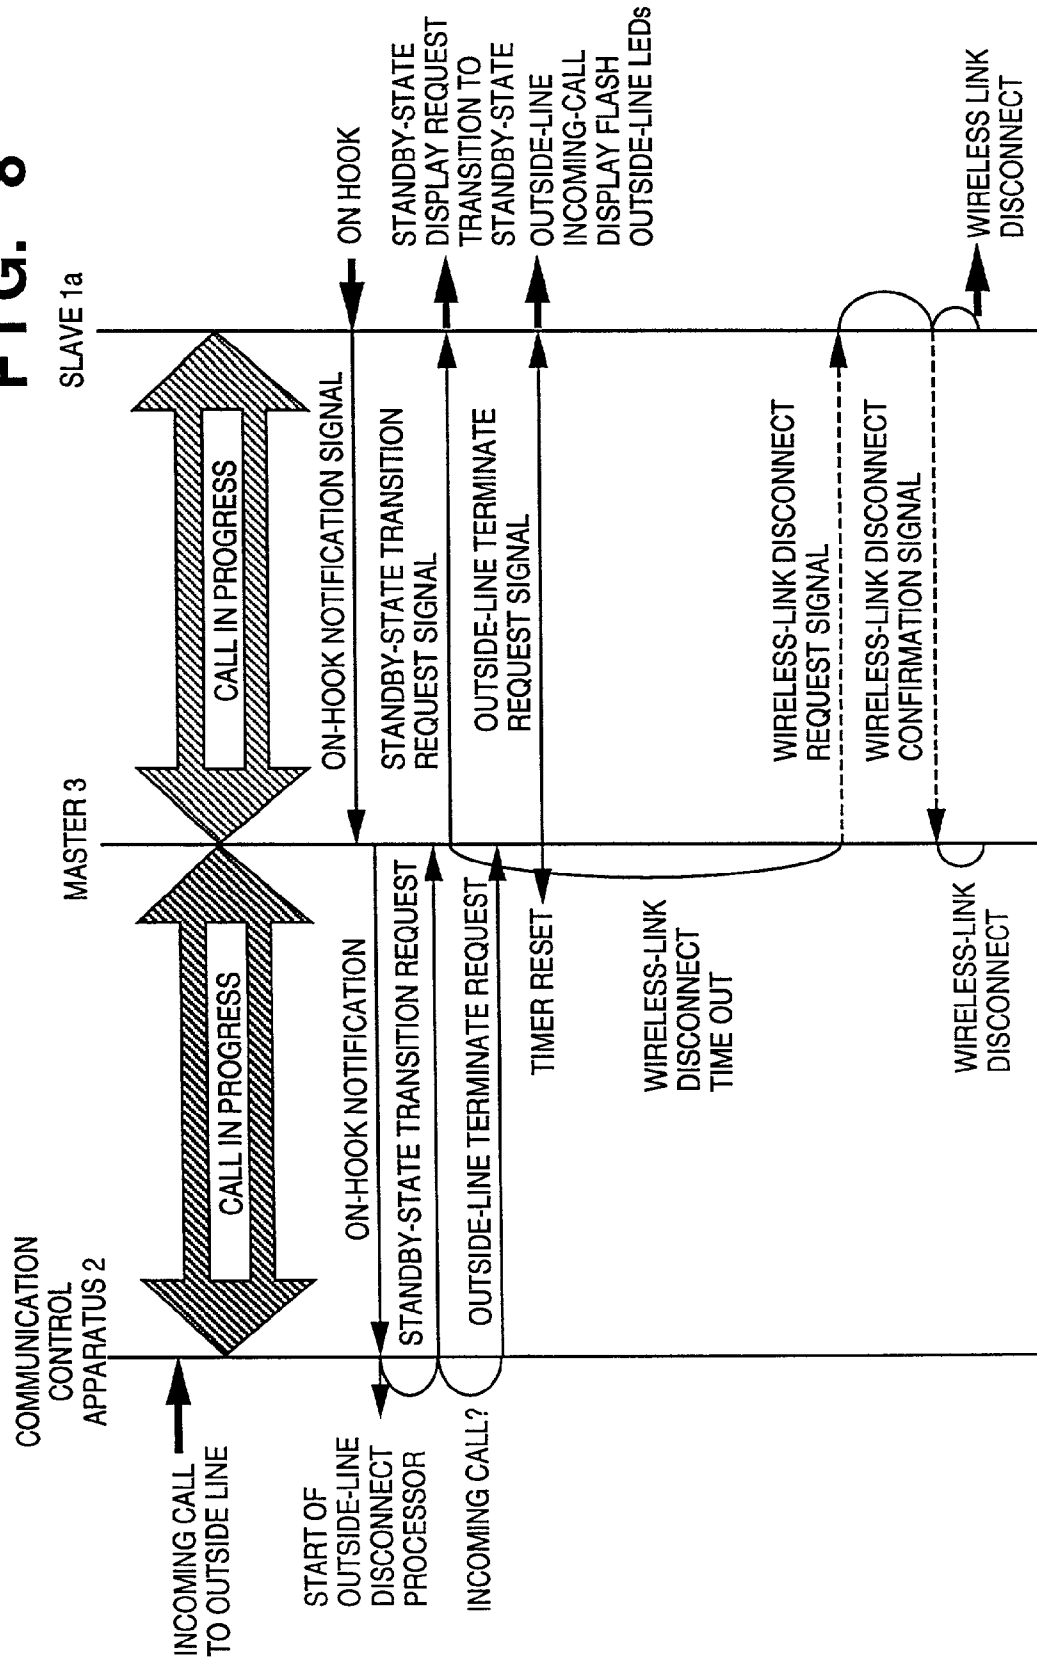 FIG. 8
COMMUNICATION
CONTROL
APPARATUS 2
MASTER 3
SLAVE 1a
INCOMING CALL
TO OUTSIDE LINE
CALL IN PROGRESS
CALL IN PROGRESS
ON HOOK
ON-HOOK NOTIFICATION SIGNAL
ON-HOOK NOTIFICATION
START OF
OUTSIDE-LINE
DISCONNECT
PROCESSOR
STANDBY-STATE TRANSITION REQUEST
STANDBY-STATE TRANSITION
REQUEST SIGNAL
STANDBY-STATE
DISPLAY REQUEST
TRANSITION TO
STANDBY-STATE
INCOMING CALL?
OUTSIDE-LINE TERMINATE REQUEST
OUTSIDE-LINE TERMINATE
REQUEST SIGNAL
OUTSIDE-LINE
INCOMING-CALL
DISPLAY FLASH
OUTSIDE-LINE LEDs
TIMER RESET
WIRELESS-LINK
DISCONNECT
TIME OUT
WIRELESS-LINK DISCONNECT
REQUEST SIGNAL
WIRELESS-LINK DISCONNECT
CONFIRMATION SIGNAL
WIRELESS-LINK
DISCONNECT
WIRELESS LINK
DISCONNECT